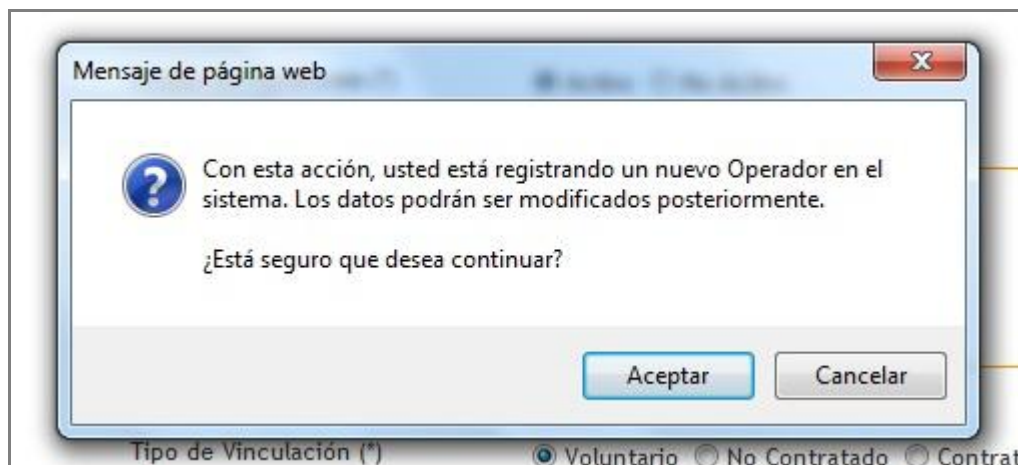 Mensaje de página web
Con esta acción, usted está registrando un nuevo Operador en el
sistema. Los datos podrán ser modificados posteriormente.
¿Está seguro que desea continuar?
Aceptar Cancelar
Tipo de Vinculación (*) Voluntario No Contratado